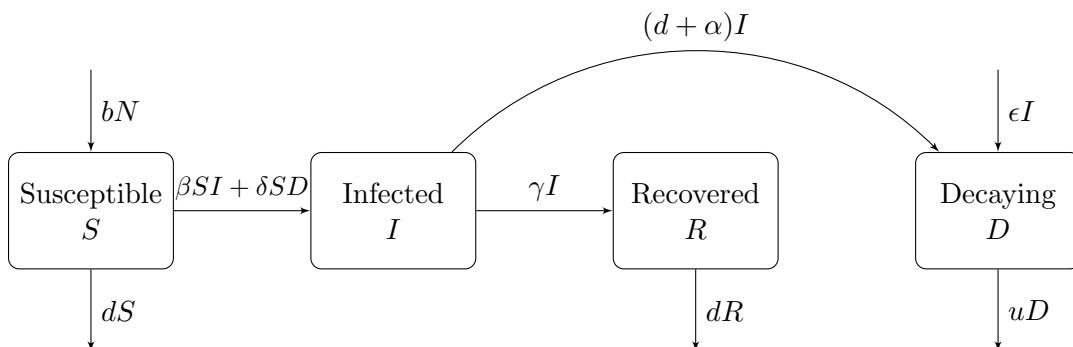 (d + α)I
bN
ϵI
Susceptible
S
βSI + δSD
Infected
I
γI
Recovered
R
Decaying
D
dS
dR
uD